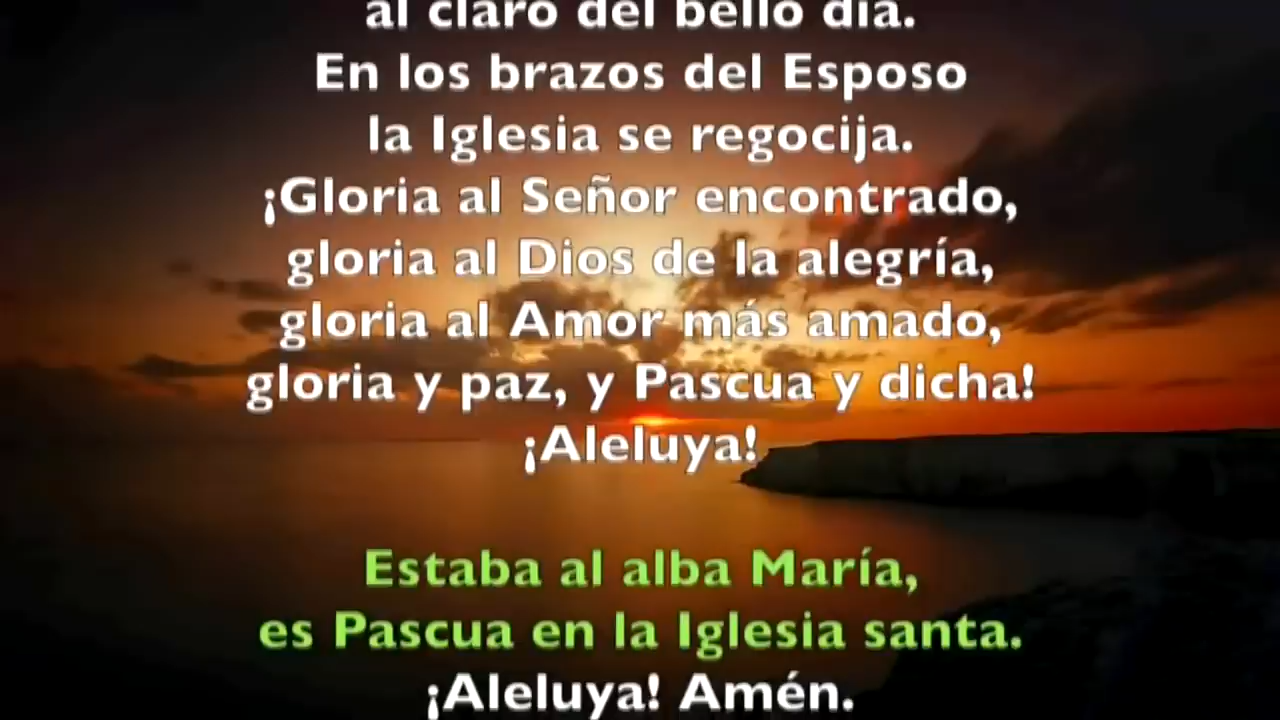 al claro del bello día.
En los brazos del Esposo
la Iglesia se regocija.
¡Gloria al Señor encontrado,
gloria al Dios de la alegría,
gloria al Amor más amado,
gloria y paz, y Pascua y dicha!
¡Aleluya!
Estaba al alba María,
es Pascua en la Iglesia santa.
¡Aleluya! Amén.